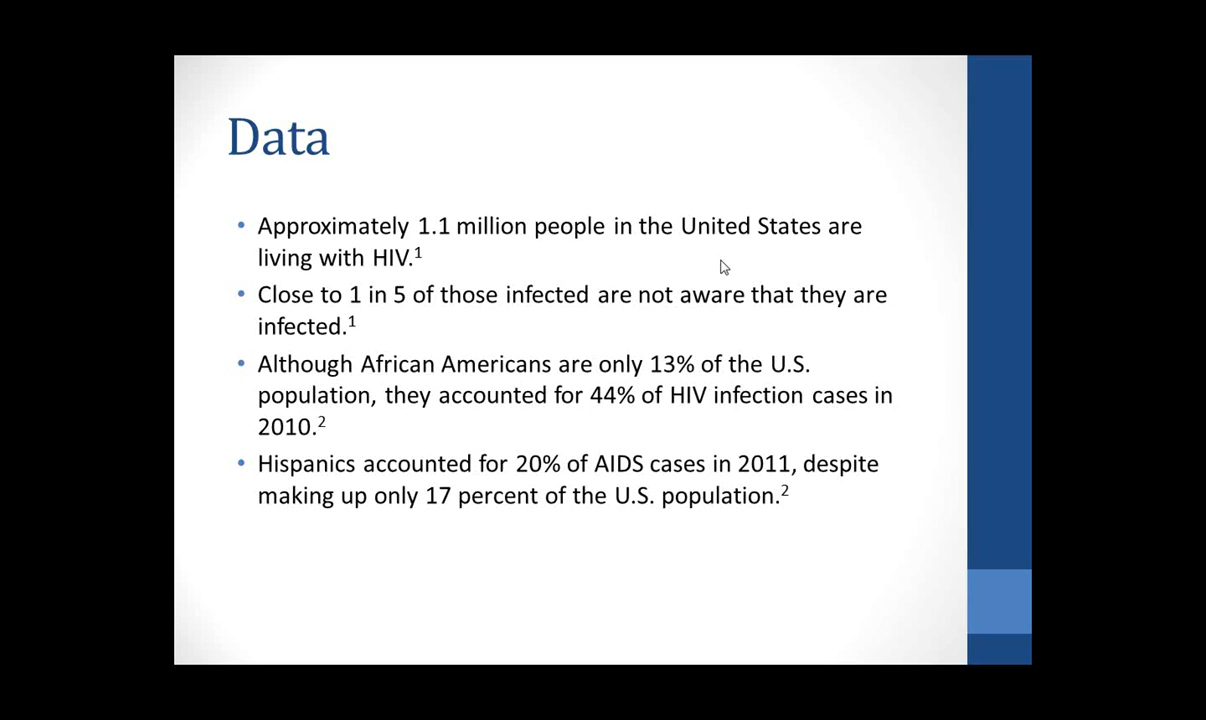 Data
• Approximately 1.1 million people in the United States are
living with HIV.¹
• Close to 1 in 5 of those infected are not aware that they are
infected.¹
• Although African Americans are only 13% of the U.S.
population, they accounted for 44% of HIV infection cases in
2010.²
• Hispanics accounted for 20% of AIDS cases in 2011, despite
making up only 17 percent of the U.S. population.²